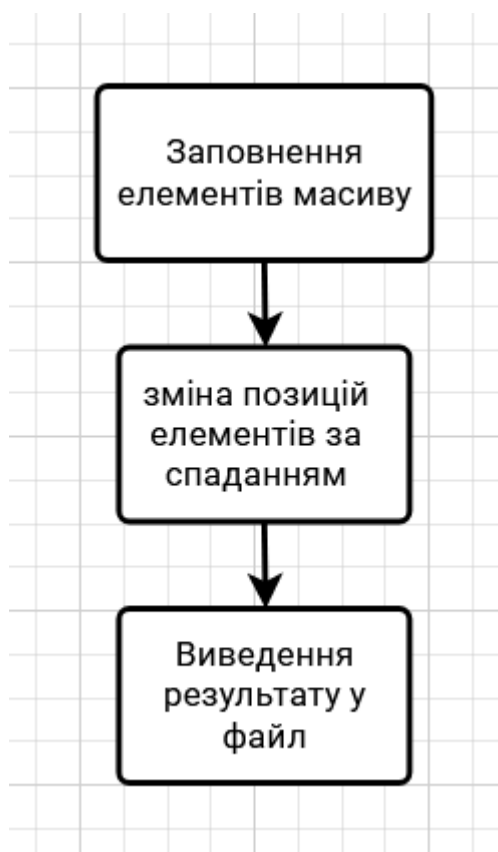 Заповнення
елементів масиву
зміна позицій
елементів за
спаданням
Виведення
результату у
файл